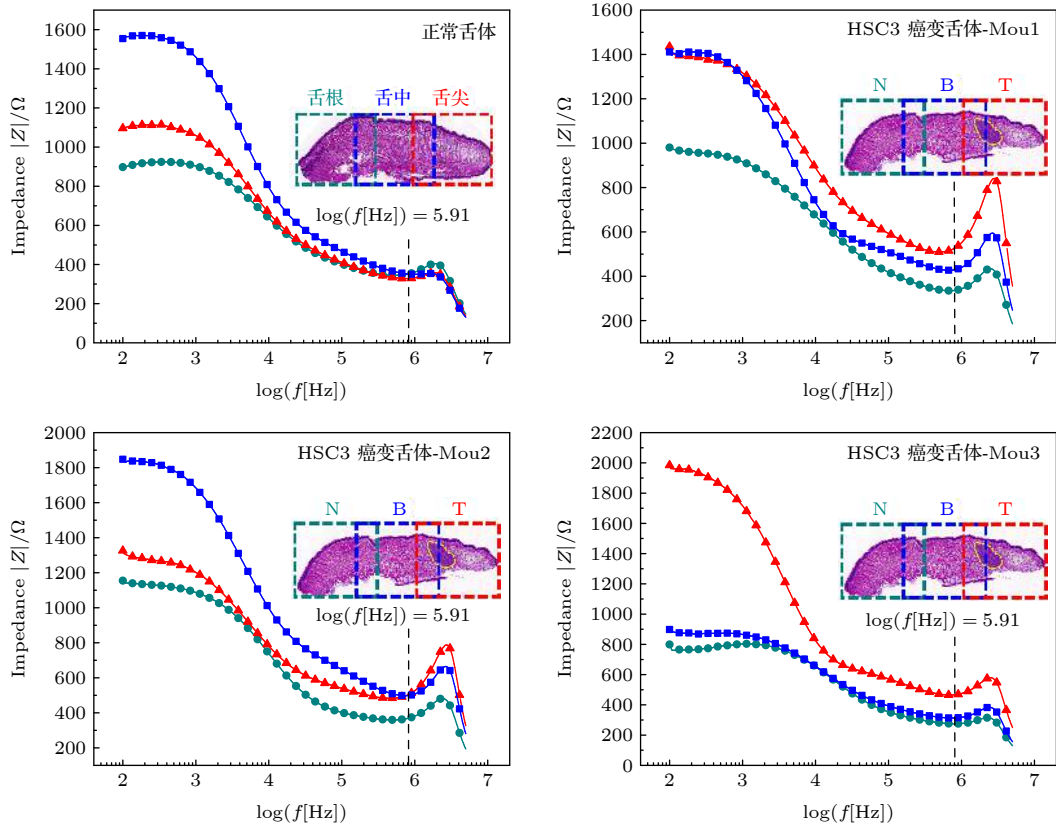 正常舌体
1600
1400
1200
1000
800
600
400
200
0
Impedance |Z|/Ω
舌根 舌中 舌尖
log(f[Hz]) = 5.91
2 3 4 5 6 7
log(f[Hz])
HSC3 癌变舌体-Mou1
1600
1400
1200
1000
800
600
400
200
Impedance |Z|/Ω
N B T
log(f[Hz]) = 5.91
2 3 4 5 6 7
log(f[Hz])
HSC3 癌变舌体-Mou2
2000
1800
1600
1400
1200
1000
800
600
400
200
Impedance |Z|/Ω
N B T
log(f[Hz]) = 5.91
2 3 4 5 6 7
log(f[Hz])
HSC3 癌变舌体-Mou3
2200
2000
1800
1600
1400
1200
1000
800
600
400
200
0
Impedance |Z|/Ω
N B T
log(f[Hz]) = 5.91
2 3 4 5 6 7
log(f[Hz])